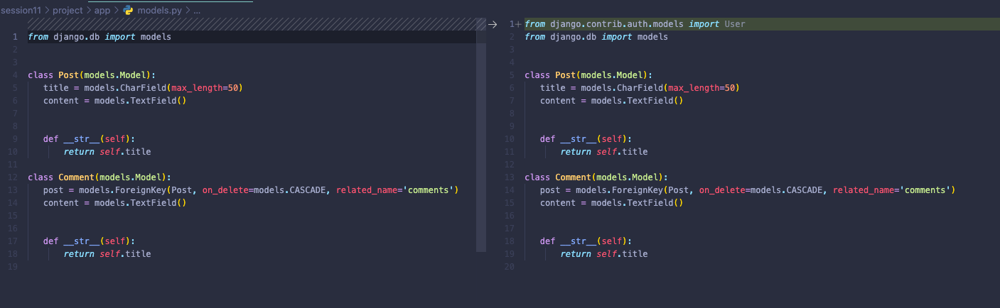 session11 > project > app > models.py > ...
1 from django.db import models
2
3
4 class Post(models.Model):
5 title = models.CharField(max_length=50)
6 content = models.TextField()
7
8
9 def __str__(self):
10 return self.title
11
12 class Comment(models.Model):
13 post = models.ForeignKey(Post, on_delete=models.CASCADE, related_name='comments')
14 content = models.TextField()
15
16
17 def __str__(self):
18 return self.title
19
1+ from django.contrib.auth.models import User
2 from django.db import models
3
4
5 class Post(models.Model):
6 title = models.CharField(max_length=50)
7 content = models.TextField()
8
9
10 def __str__(self):
11 return self.title
12
13 class Comment(models.Model):
14 post = models.ForeignKey(Post, on_delete=models.CASCADE, related_name='comments')
15 content = models.TextField()
16
17
18 def __str__(self):
19 return self.title
20